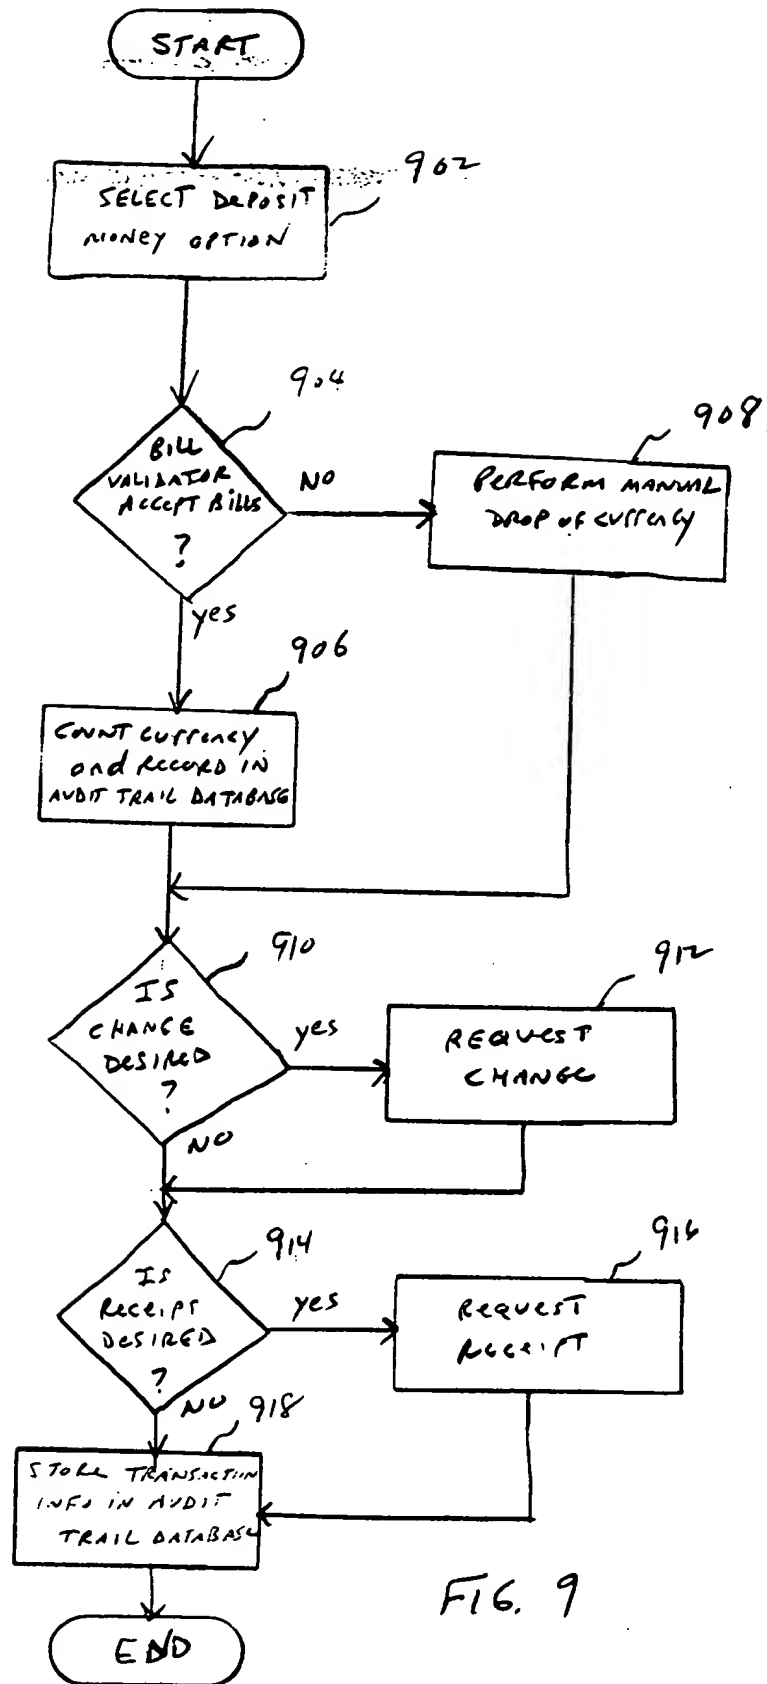 START
902
SELECT DEPOSIT
MONEY OPTION
904
BILL
VALIDATOR
ACCEPT BILLS
?
NO
908
PERFORM MANUAL
DROP OF CURRENCY
yes
906
COUNT CURRENCY
and RECORD IN
AUDIT TRAIL DATABASE
910
IS
CHANGE
DESIRED
?
yes
912
REQUEST
CHANGE
NO
914
IS
RECEIPT
DESIRED
?
yes
916
REQUEST
RECEIPT
NO
918
STORE TRANSACTION
INFO IN AUDIT
TRAIL DATABASE
END
FIG. 9